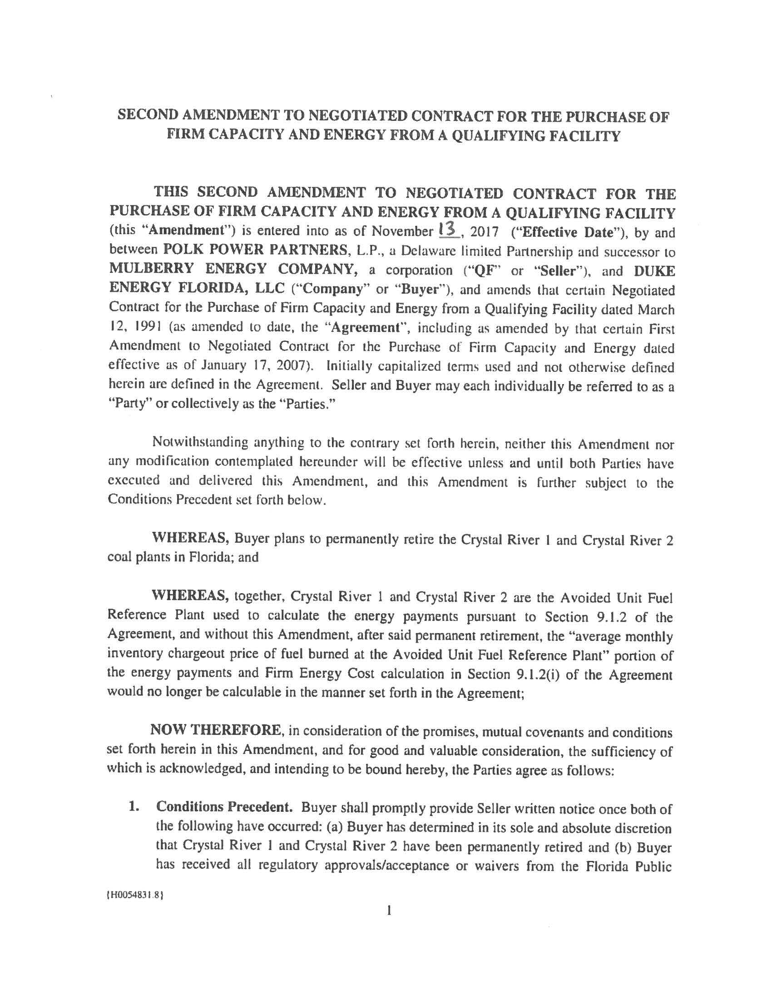 SECOND AMENDMENT TO NEGOTIATED CONTRACT FOR THE PURCHASE OF
FIRM CAPACITY AND ENERGY FROM A QUALIFYING FACILITY
THIS SECOND AMENDMENT TO NEGOTIATED CONTRACT FOR THE
PURCHASE OF FIRM CAPACITY AND ENERGY FROM A QUALIFYING FACILITY
(this “Amendment”) is entered into as of November 13, 2017 (“Effective Date”), by and
between POLK POWER PARTNERS, L.P., a Delaware limited Partnership and successor to
MULBERRY ENERGY COMPANY, a corporation (“QF” or “Seller”), and DUKE
ENERGY FLORIDA, LLC (“Company” or “Buyer”), and amends that certain Negotiated
Contract for the Purchase of Firm Capacity and Energy from a Qualifying Facility dated March
12, 1991 (as amended to date, the “Agreement”, including as amended by that certain First
Amendment to Negotiated Contract for the Purchase of Firm Capacity and Energy dated
effective as of January 17, 2007). Initially capitalized terms used and not otherwise defined
herein are defined in the Agreement. Seller and Buyer may each individually be referred to as a
“Party” or collectively as the “Parties.”
Notwithstanding anything to the contrary set forth herein, neither this Amendment nor
any modification contemplated hereunder will be effective unless and until both Parties have
executed and delivered this Amendment, and this Amendment is further subject to the
Conditions Precedent set forth below.
WHEREAS, Buyer plans to permanently retire the Crystal River 1 and Crystal River 2
coal plants in Florida; and
WHEREAS, together, Crystal River 1 and Crystal River 2 are the Avoided Unit Fuel
Reference Plant used to calculate the energy payments pursuant to Section 9.1.2 of the
Agreement, and without this Amendment, after said permanent retirement, the “average monthly
inventory chargeout price of fuel burned at the Avoided Unit Fuel Reference Plant” portion of
the energy payments and Firm Energy Cost calculation in Section 9.1.2(i) of the Agreement
would no longer be calculable in the manner set forth in the Agreement;
NOW THEREFORE, in consideration of the promises, mutual covenants and conditions
set forth herein in this Amendment, and for good and valuable consideration, the sufficiency of
which is acknowledged, and intending to be bound hereby, the Parties agree as follows:
1. Conditions Precedent. Buyer shall promptly provide Seller written notice once both of
the following have occurred: (a) Buyer has determined in its sole and absolute discretion
that Crystal River 1 and Crystal River 2 have been permanently retired and (b) Buyer
has received all regulatory approvals/acceptance or waivers from the Florida Public
{H0054831.8}
1